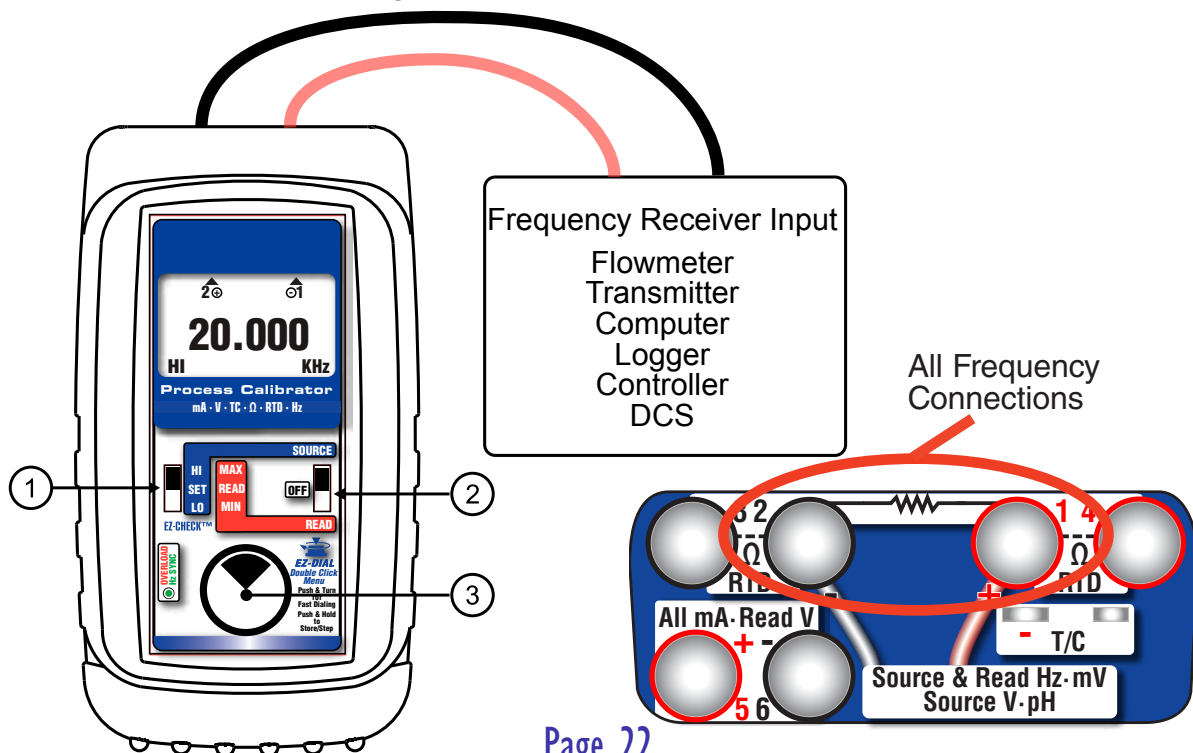 Frequency Receiver Input
Flowmeter
Transmitter
Computer
Logger
Controller
DCS
2⊕ ⊖1
20.000
HI KHz
Process Calibrator
mA · V · TC · Ω · RTD · Hz
SOURCE
HI
SET
LO
MAX
READ
MIN
OFF
READ
EZ-CHECK™
OVERLOAD
Hz SYNC
EZ-DIAL
Double Click
Menu
Push & Turn
for
Fast Dialing
Push & Hold
to
Store/Step
1
2
3
All Frequency
Connections
3 2
1 4
Ω
RTD
Ω
RTD
-
+
All mA·Read V
+ -
5 6
- T/C
Source & Read Hz·mV
Source V·pH
Page 22